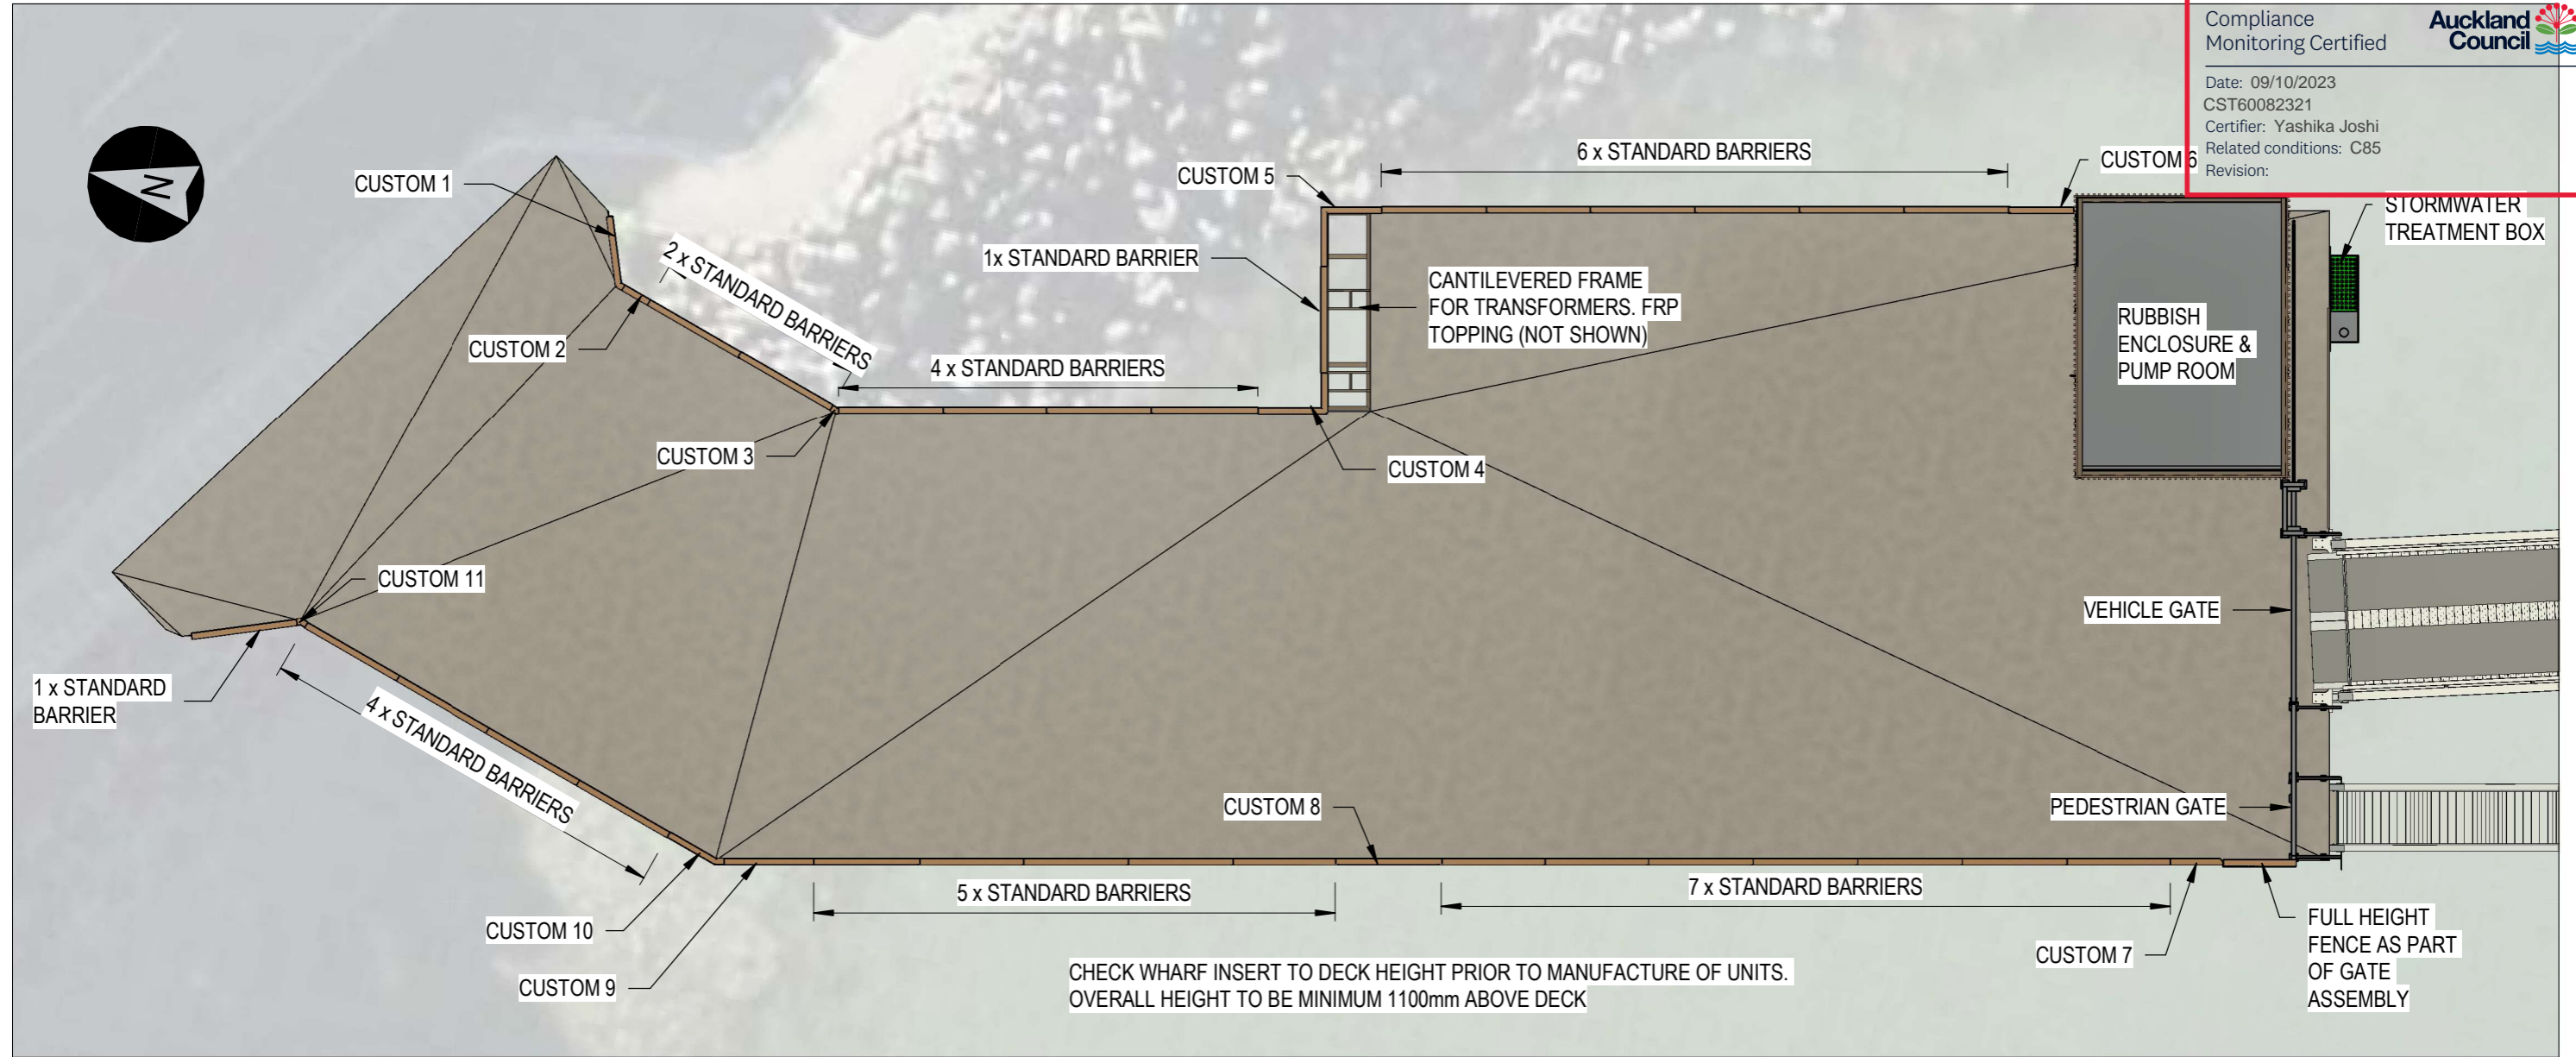 Compliance
Monitoring Certified
Auckland
Council
Date: 09/10/2023
CST60082321
Certifier: Yashika Joshi
Related conditions: C85
Revision:
6 x STANDARD BARRIERS
CUSTOM 6
CUSTOM 5
CUSTOM 1
N
STORMWATER
TREATMENT BOX
2 x STANDARD BARRIERS
1x STANDARD BARRIER
CANTILEVERED FRAME
FOR TRANSFORMERS. FRP
TOPPING (NOT SHOWN)
RUBBISH
ENCLOSURE &
PUMP ROOM
CUSTOM 2
4 x STANDARD BARRIERS
CUSTOM 3
CUSTOM 4
CUSTOM 11
VEHICLE GATE
1 x STANDARD
BARRIER
4 x STANDARD BARRIERS
CUSTOM 8
PEDESTRIAN GATE
5 x STANDARD BARRIERS
7 x STANDARD BARRIERS
CUSTOM 10
CUSTOM 9
CUSTOM 7
FULL HEIGHT
FENCE AS PART
OF GATE
ASSEMBLY
CHECK WHARF INSERT TO DECK HEIGHT PRIOR TO MANUFACTURE OF UNITS.
OVERALL HEIGHT TO BE MINIMUM 1100mm ABOVE DECK